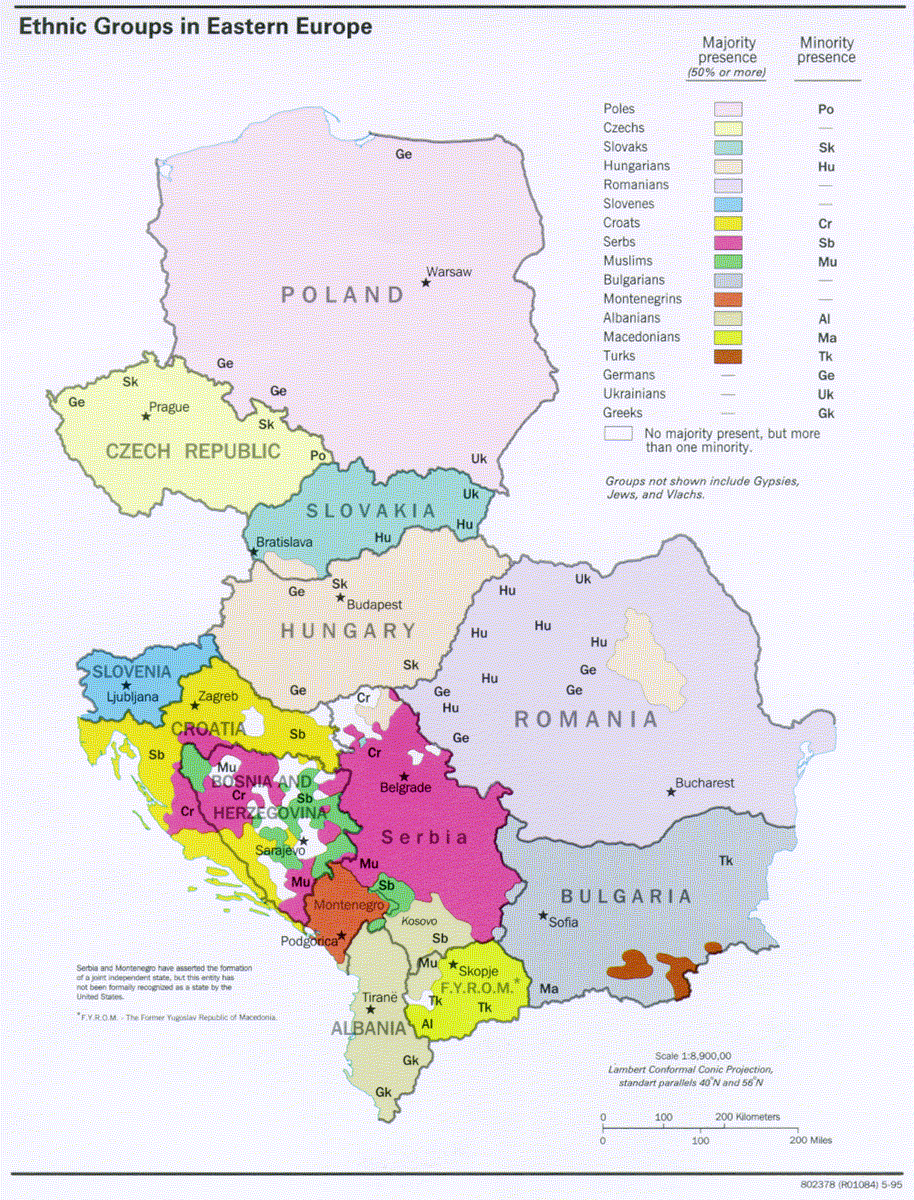 Ethnic Groups in Eastern Europe
Majority presence (50% or more)
Minority presence
Poles Po
Czechs —
Slovaks Sk
Hungarians Hu
Romanians —
Slovenes —
Croats Cr
Serbs Sb
Muslims Mu
Bulgarians —
Montenegrins —
Albanians Al
Macedonians Ma
Turks Tk
Germans — Ge
Ukrainians — Uk
Greeks — Gk
No majority present, but more
than one minority.
Groups not shown include Gypsies,
Jews, and Vlachs.
Ge
Warsaw
POLAND
Ge
Ge
Sk
Ge
Prague
Sk
CZECH REPUBLIC
Po
Uk
Uk
SLOVAKIA
Hu
Hu
Bratislava
Ge
Sk
Budapest
HUNGARY
Sk
Ge
Uk
Hu
Hu
Hu
Hu
Ge
Hu
Ge
Ge
Hu
Ge
ROMANIA
Bucharest
SLOVENIA
Ljubljana
Zagreb
CROATIA
Cr
Sb
Sb
Cr
Mu
BOSNIA AND
Cr
Sb
HERZEGOVINA
Cr
Sarajevo
Belgrade
Serbia
Mu
Mu
Sb
Montenegro
Kosovo
Podgorica
Sb
Tk
BULGARIA
Sofia
Ma
Mu
Skopje
F.Y.R.O.M.*
Tk
Tk
Al
Tiranë
ALBANIA
Gk
Gk
Serbia and Montenegro have asserted the formation
of a joint independent state, but this entity has
not been formally recognized as a state by the
United States.
*F.Y.R.O.M. - The Former Yugoslav Republic of Macedonia.
Scale 1:8,900,00
Lambert Conformal Conic Projection,
standart parallels 40°N and 56°N
0 100 200 Kilometers
0 100 200 Miles
802378 (R01084) 5-95